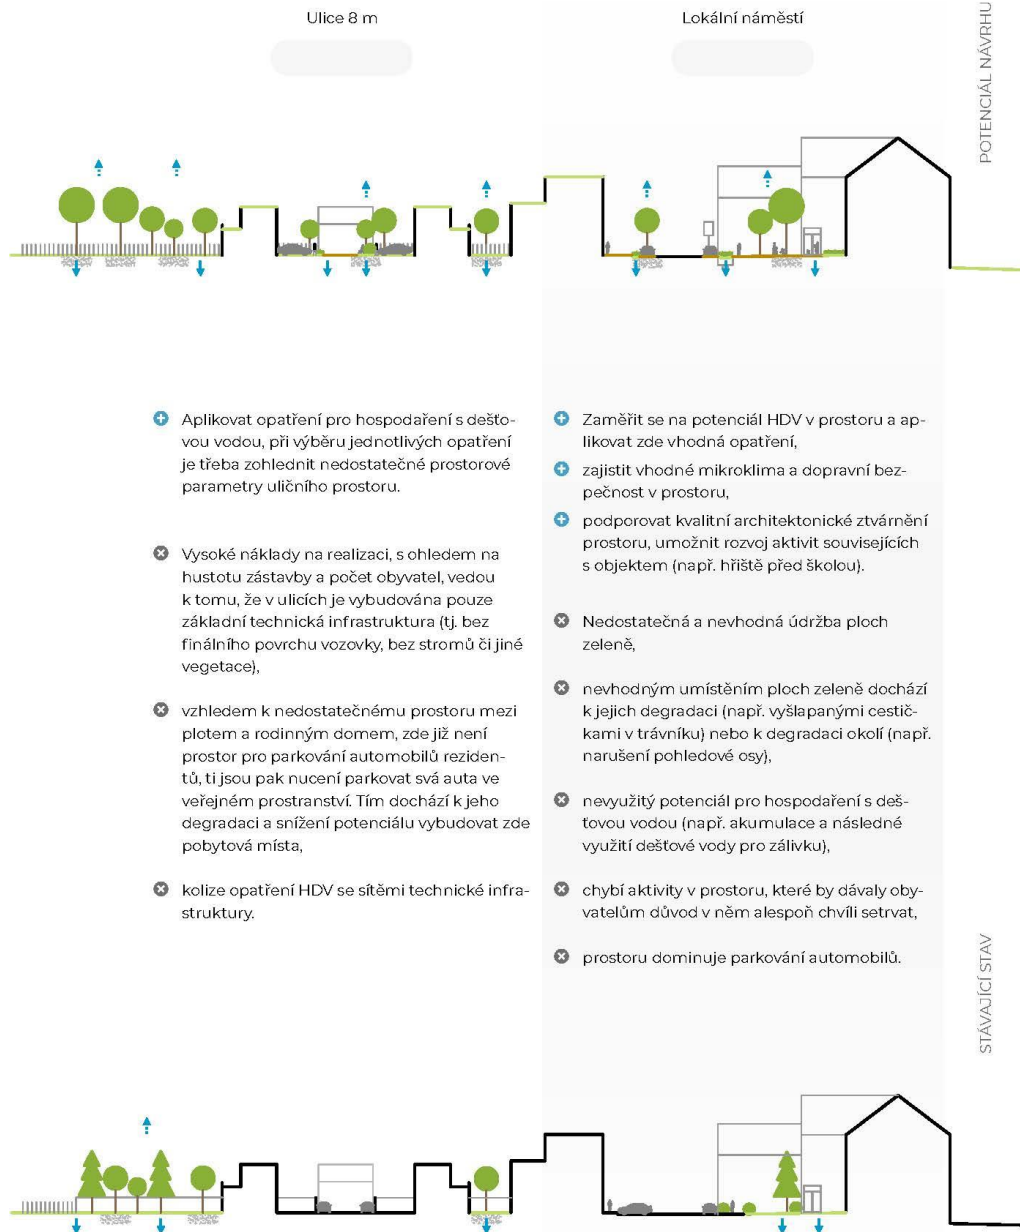 Ulice 8 m
Lokální náměstí
POTENCIÁL NÁVRHU
Aplikovat opatření pro hospodaření s dešťo-
vou vodou, při výběru jednotlivých opatření
je třeba zohlednit nedostatečné prostorové
parametry uličního prostoru.
Vysoké náklady na realizaci, s ohledem na
hustotu zástavby a počet obyvatel, vedou
k tomu, že v ulicích je vybudována pouze
základní technická infrastruktura (tj. bez
finálního povrchu vozovky, bez stromů či jiné
vegetace),
vzhledem k nedostatečnému prostoru mezi
plotem a rodinným domem, zde již není
prostor pro parkování automobilů reziden-
tů, ti jsou pak nuceni parkovat svá auta ve
veřejném prostranství. Tím dochází k jeho
degradaci a snížení potenciálu vybudovat zde
pobytová místa,
kolize opatření HDV se sítěmi technické infra-
struktury.
Zaměřit se na potenciál HDV v prostoru a ap-
likovat zde vhodná opatření,
zajistit vhodné mikroklima a dopravní bez-
pečnost v prostoru,
podporovat kvalitní architektonické ztvárnění
prostoru, umožnit rozvoj aktivit souvisejících
s objektem (např. hřiště před školou).
Nedostatečná a nevhodná údržba ploch
zeleně,
nevhodným umístěním ploch zeleně dochází
k jejich degradaci (např. vyšlapanými cestič-
kami v trávníku) nebo k degradaci okolí (např.
narušení pohledové osy),
nevyužitý potenciál pro hospodaření s deš-
ťovou vodou (např. akumulace a následné
využití dešťové vody pro zálivku),
chybí aktivity v prostoru, které by dávaly oby-
vatelům důvod v něm alespoň chvíli setrvat,
prostoru dominuje parkování automobilů.
STÁVAJÍCÍ STAV